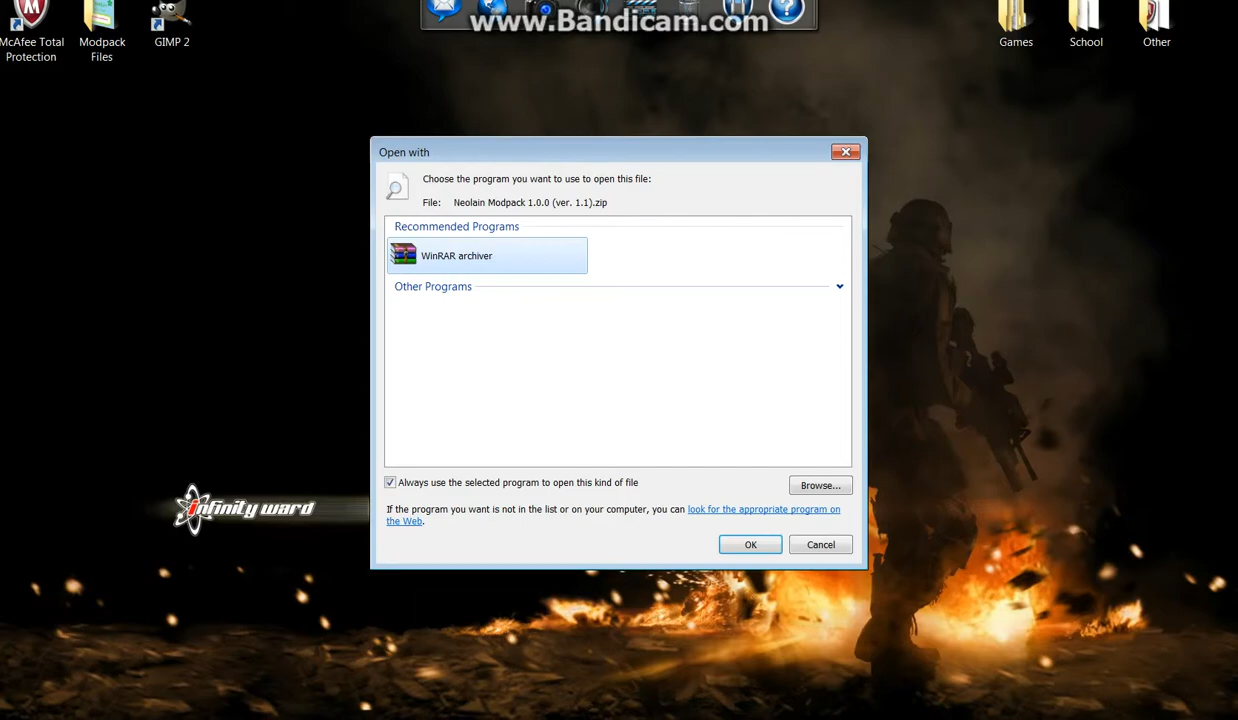 www.Bandicam.com
McAfee Total
Protection
Modpack
Files
GIMP 2
Games
School
Other
Open with
Choose the program you want to use to open this file:
File: Neolain Modpack 1.0.0 (ver. 1.1).zip
Recommended Programs
WinRAR archiver
Other Programs
Always use the selected program to open this kind of file
Browse...
If the program you want is not in the list or on your computer, you can look for the appropriate program on
the Web.
OK
Cancel
infinity ward